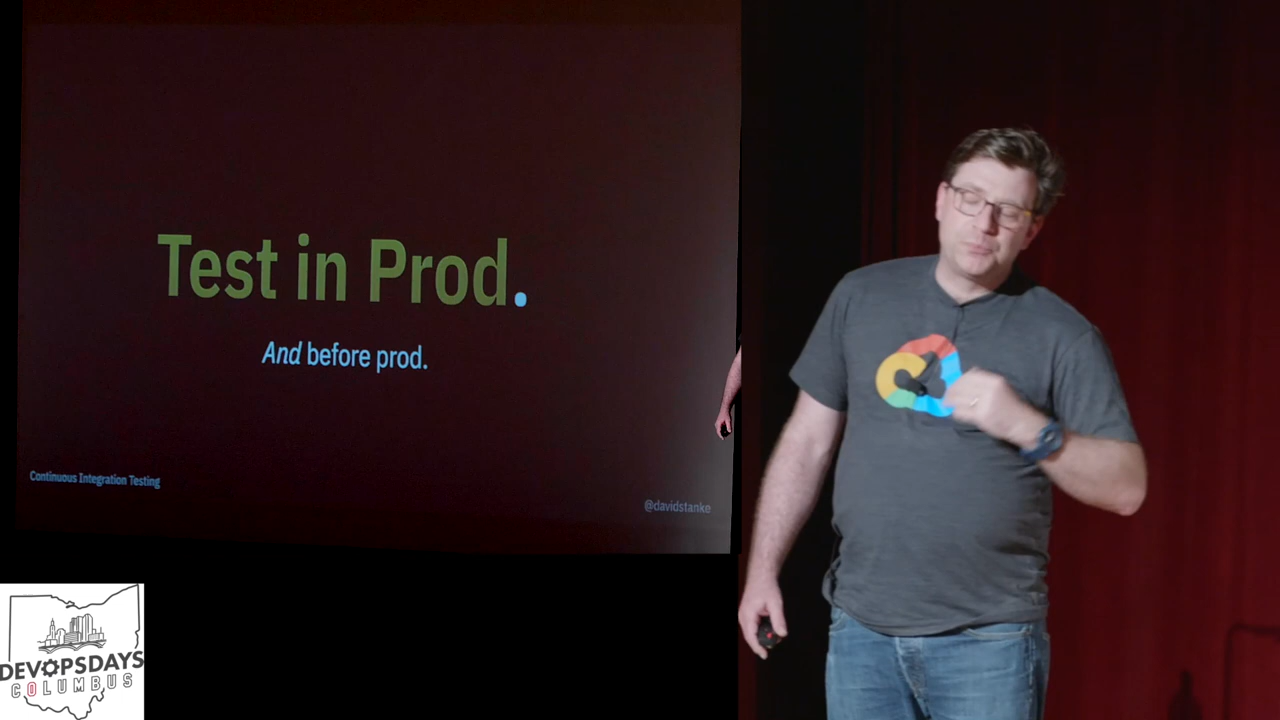 Test in Prod.
And before prod.
Continuous Integration Testing
@davidstanke
DEVOPSDAYS
COLUMBUS